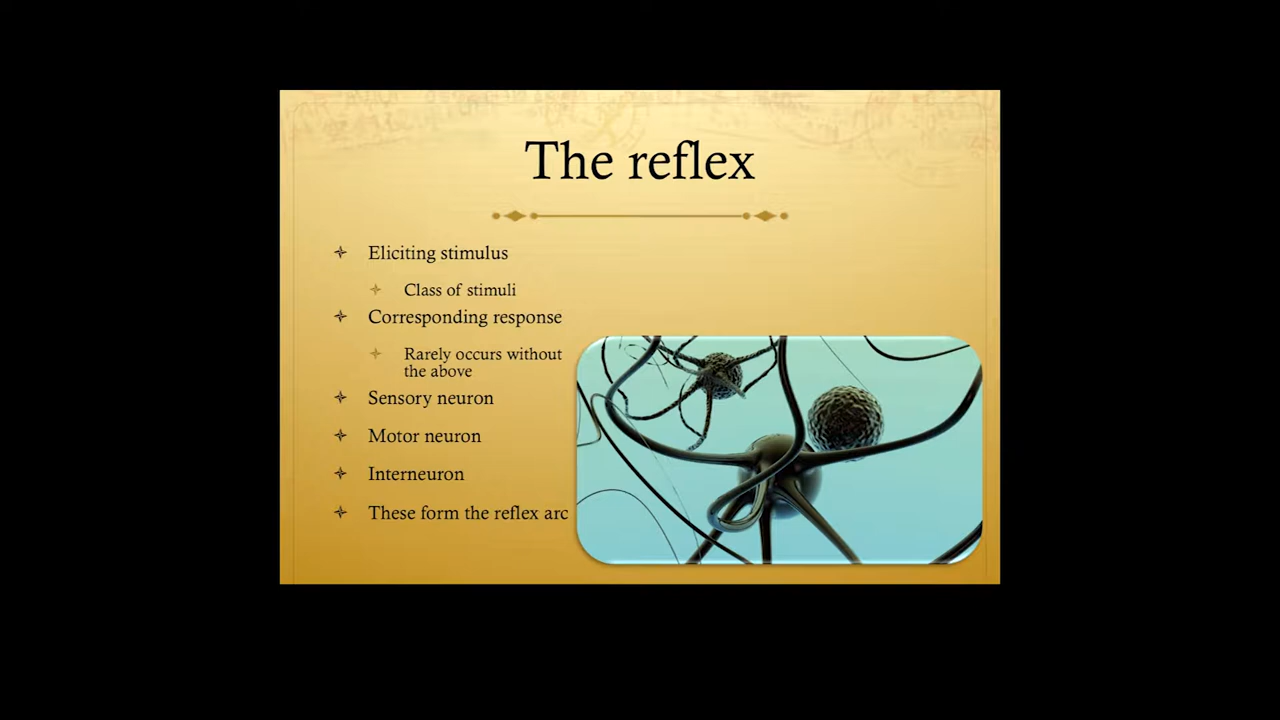 The reflex
Eliciting stimulus
Class of stimuli
Corresponding response
Rarely occurs without
the above
Sensory neuron
Motor neuron
Interneuron
These form the reflex arc